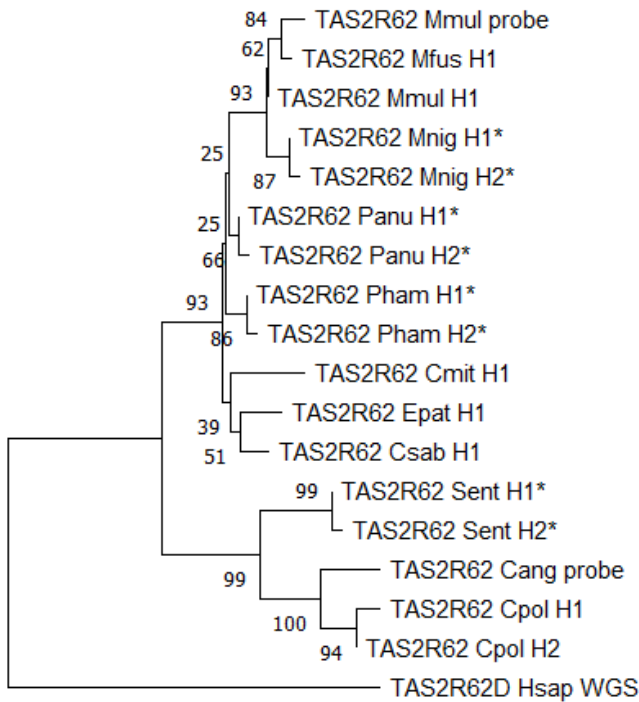 84
TAS2R62 Mmul probe
62
TAS2R62 Mfus H1
93
TAS2R62 Mmul H1
TAS2R62 Mnig H1*
87
TAS2R62 Mnig H2*
25
TAS2R62 Panu H1*
25
66
TAS2R62 Panu H2*
TAS2R62 Pham H1*
93
86
TAS2R62 Pham H2*
TAS2R62 Cmit H1
TAS2R62 Epat H1
39
51
TAS2R62 Csab H1
99
TAS2R62 Sent H1*
TAS2R62 Sent H2*
99
TAS2R62 Cang probe
100
TAS2R62 Cpol H1
94
TAS2R62 Cpol H2
TAS2R62D Hsap WGS